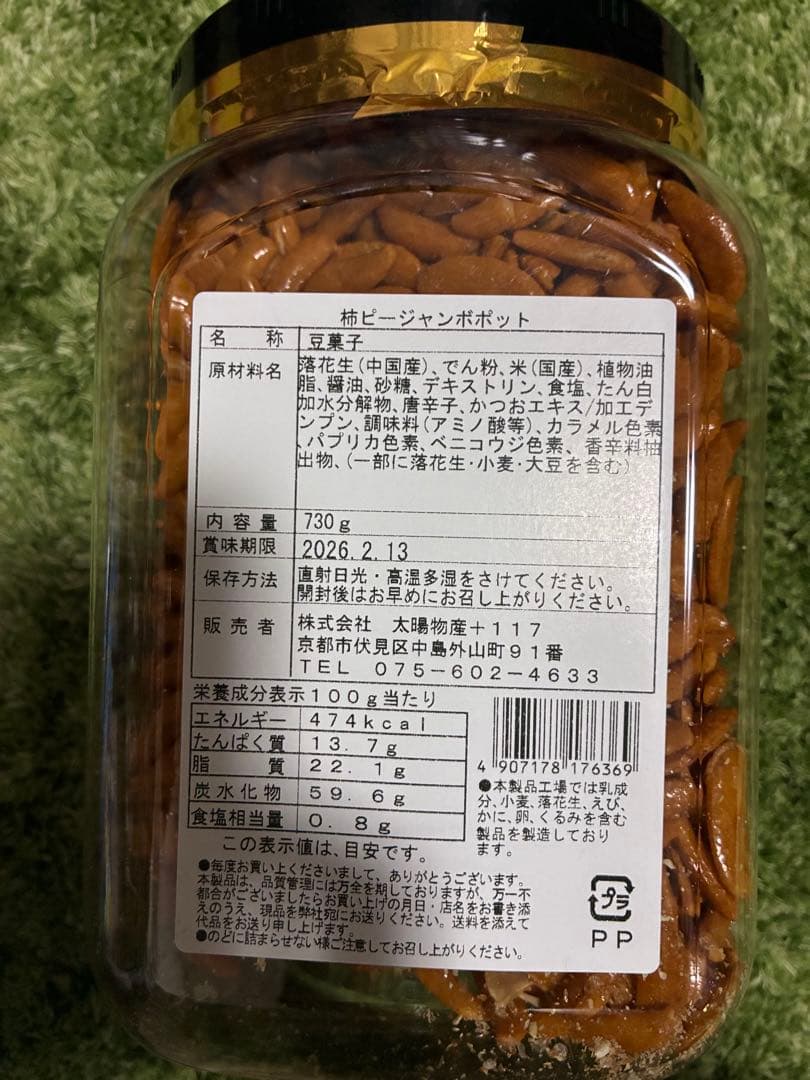 柿ピージャンボポット
名称 豆菓子
原材料名 落花生(中国産)、でん粉、米(国産)、植物油
脂、醤油、砂糖、デキストリン、食塩、たん白
加水分解物、唐辛子、かつおエキス/加工デ
ンプン、調味料(アミノ酸等)、カラメル色素
、パプリカ色素、ベニコウジ色素、香辛料抽
出物、(一部に落花生・小麦・大豆を含む)
内容量 730g
賞味期限 2026.2.13
保存方法 直射日光・高温多湿をさけてください。
開封後はお早めにお召し上がりください。
販売者 株式会社 太陽物産+117
京都市伏見区中島外山町91番
TEL 075-602-4633
栄養成分表示100g当たり
エネルギー 474kcal
たんぱく質 13.7g
脂質 22.1g
炭水化物 59.6g
食塩相当量 0.8g
この表示値は、目安です。
4 907178 176369
●本製品工場では乳成
分、小麦、落花生、えび、
かに、卵、くるみを含む
製品を製造しており
ます。
●毎度お買い上くださいまして、ありがとうございます。
本製品は、品質管理には万全を期しておりますが、万一不
都合がございましたらお買い上げの月日・店名をお書き添
えのうえ、現品を弊社宛にお送りください。送料を添えて
代品をお送り申し上げます。
●のどに詰まらせない様ご注意してお召し上がりください。
プラ
PP